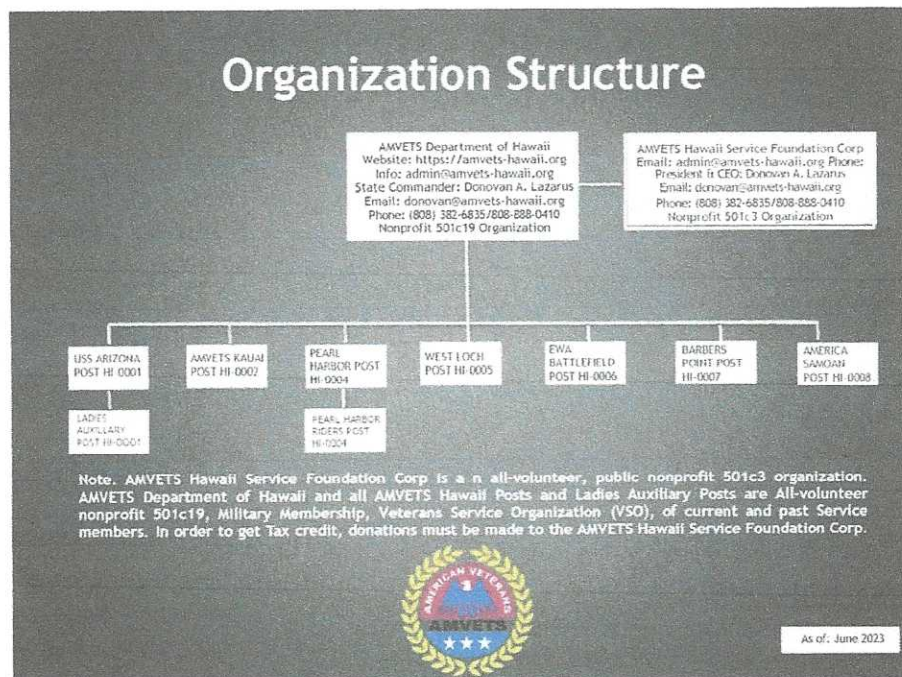 Organization Structure
AMVETS Department of Hawaii
Website: https://amvets-hawaii.org
Info: admin@amvets-hawaii.org
State Commander: Donovan A. Lazarus
Email: donovan@amvets-hawaii.org
Phone: (808) 382-6835/808-888-0410
Nonprofit 501c19 Organization
AMVETS Hawaii Service Foundation Corp
Email: admin@amvets-hawaii.org Phone:
President & CEO: Donovan A. Lazarus
Email: donovan@amvets-hawaii.org
Phone: (808) 382-6835/808-888-0410
Nonprofit 501c3 Organization
USS ARIZONA
POST HI-0001
AMVETS KAUAI
POST HI-0002
PEARL
HARBOR POST
HI-0004
WEST LOCH
POST HI-0005
EWA
BATTLEFIELD
POST HI-0006
BARBERS
POINT POST
HI-0007
AMERICA
SAMOAN
POST HI-0008
LADIES
AUXILLARY
POST HI-0001
PEARL HARBOR
RIDERS POST
HI-0004
Note. AMVETS Hawaii Service Foundation Corp is a n all-volunteer, public nonprofit 501c3 organization.
AMVETS Department of Hawaii and all AMVETS Hawaii Posts and Ladies Auxiliary Posts are All-volunteer
nonprofit 501c19, Military Membership, Veterans Service Organization (VSO), of current and past Service
members. In order to get Tax credit, donations must be made to the AMVETS Hawaii Service Foundation Corp.
AMERICAN VETERANS
AMVETS
As of: June 2023